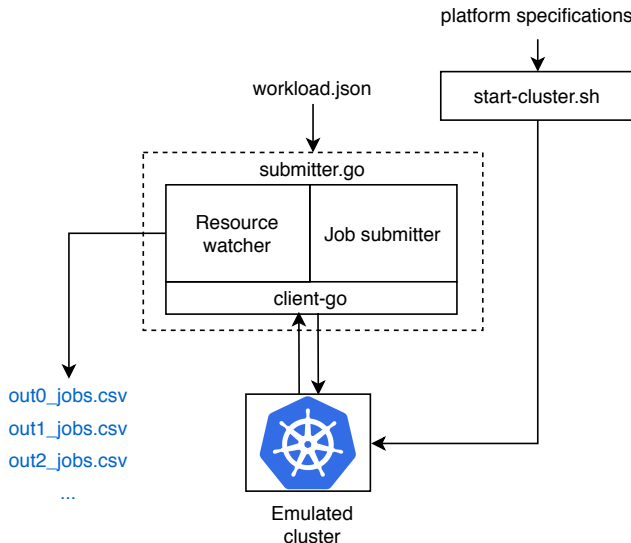 platform specifications
start-cluster.sh
workload.json
submitter.go
Resource
watcher
Job submitter
client-go
out0_jobs.csv
out1_jobs.csv
out2_jobs.csv
...
Emulated
cluster